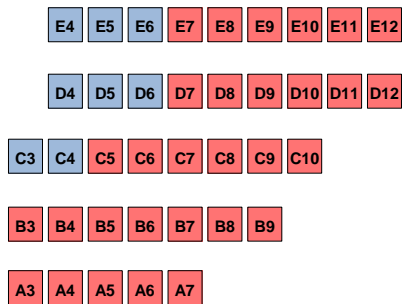 E4 E5 E6 E7 E8 E9 E10 E11 E12
D4 D5 D6 D7 D8 D9 D10 D11 D12
C3 C4 C5 C6 C7 C8 C9 C10
B3 B4 B5 B6 B7 B8 B9
A3 A4 A5 A6 A7